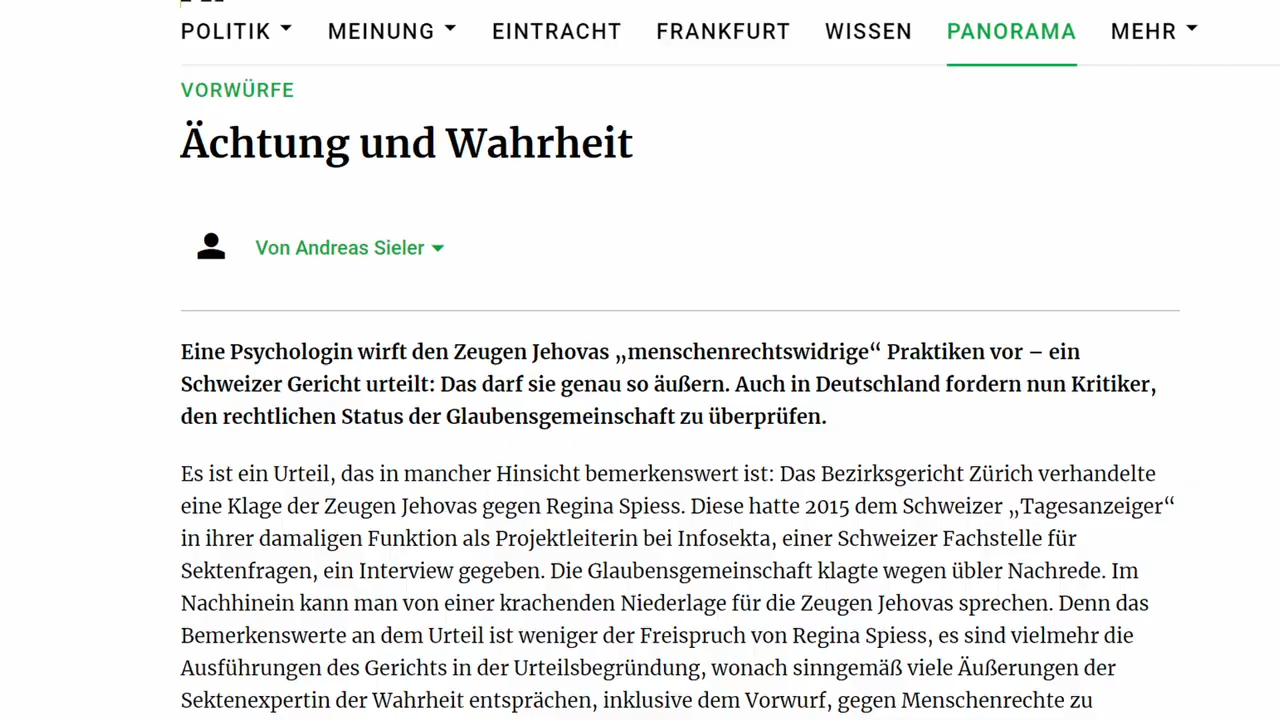 POLITIK MEINUNG EINTRACHT FRANKFURT WISSEN PANORAMA MEHR
VORWÜRFE
Ächtung und Wahrheit
Von Andreas Sieler
Eine Psychologin wirft den Zeugen Jehovas „menschenrechtswidrige“ Praktiken vor – ein
Schweizer Gericht urteilt: Das darf sie genau so äußern. Auch in Deutschland fordern nun Kritiker,
den rechtlichen Status der Glaubensgemeinschaft zu überprüfen.
Es ist ein Urteil, das in mancher Hinsicht bemerkenswert ist: Das Bezirksgericht Zürich verhandelte
eine Klage der Zeugen Jehovas gegen Regina Spiess. Diese hatte 2015 dem Schweizer „Tagesanzeiger“
in ihrer damaligen Funktion als Projektleiterin bei Infosekta, einer Schweizer Fachstelle für
Sektenfragen, ein Interview gegeben. Die Glaubensgemeinschaft klagte wegen übler Nachrede. Im
Nachhinein kann man von einer krachenden Niederlage für die Zeugen Jehovas sprechen. Denn das
Bemerkenswerte an dem Urteil ist weniger der Freispruch von Regina Spiess, es sind vielmehr die
Ausführungen des Gerichts in der Urteilsbegründung, wonach sinngemäß viele Äußerungen der
Sektenexpertin der Wahrheit entsprächen, inklusive dem Vorwurf, gegen Menschenrechte zu